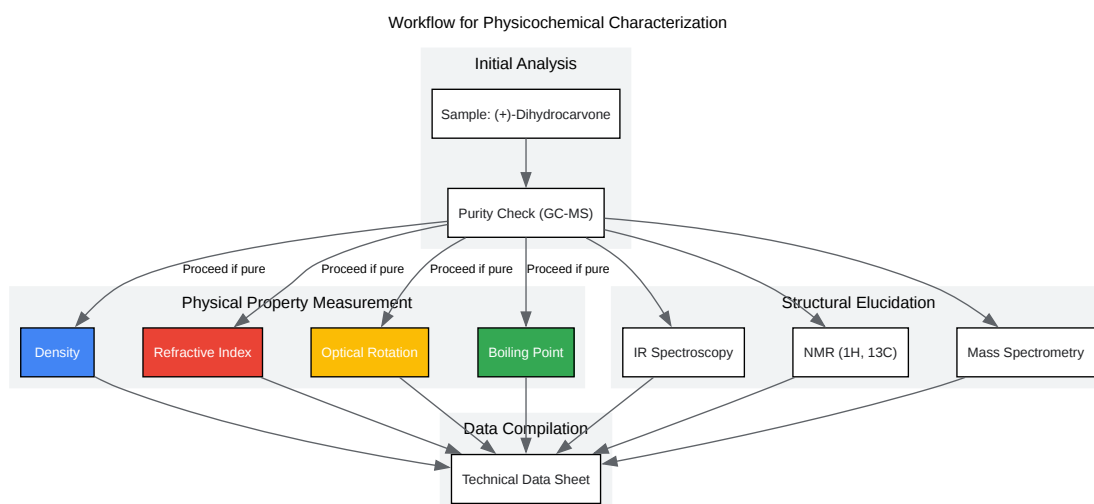 Workflow for Physicochemical Characterization
Initial Analysis
Sample: (+)-Dihydrocarvone
Purity Check (GC-MS)
Proceed if pure
Proceed if pure
Proceed if pure
Proceed if pure
Physical Property Measurement
Structural Elucidation
Density
Refractive Index
Optical Rotation
Boiling Point
IR Spectroscopy
NMR (1H, 13C)
Mass Spectrometry
Data Compilation
Technical Data Sheet